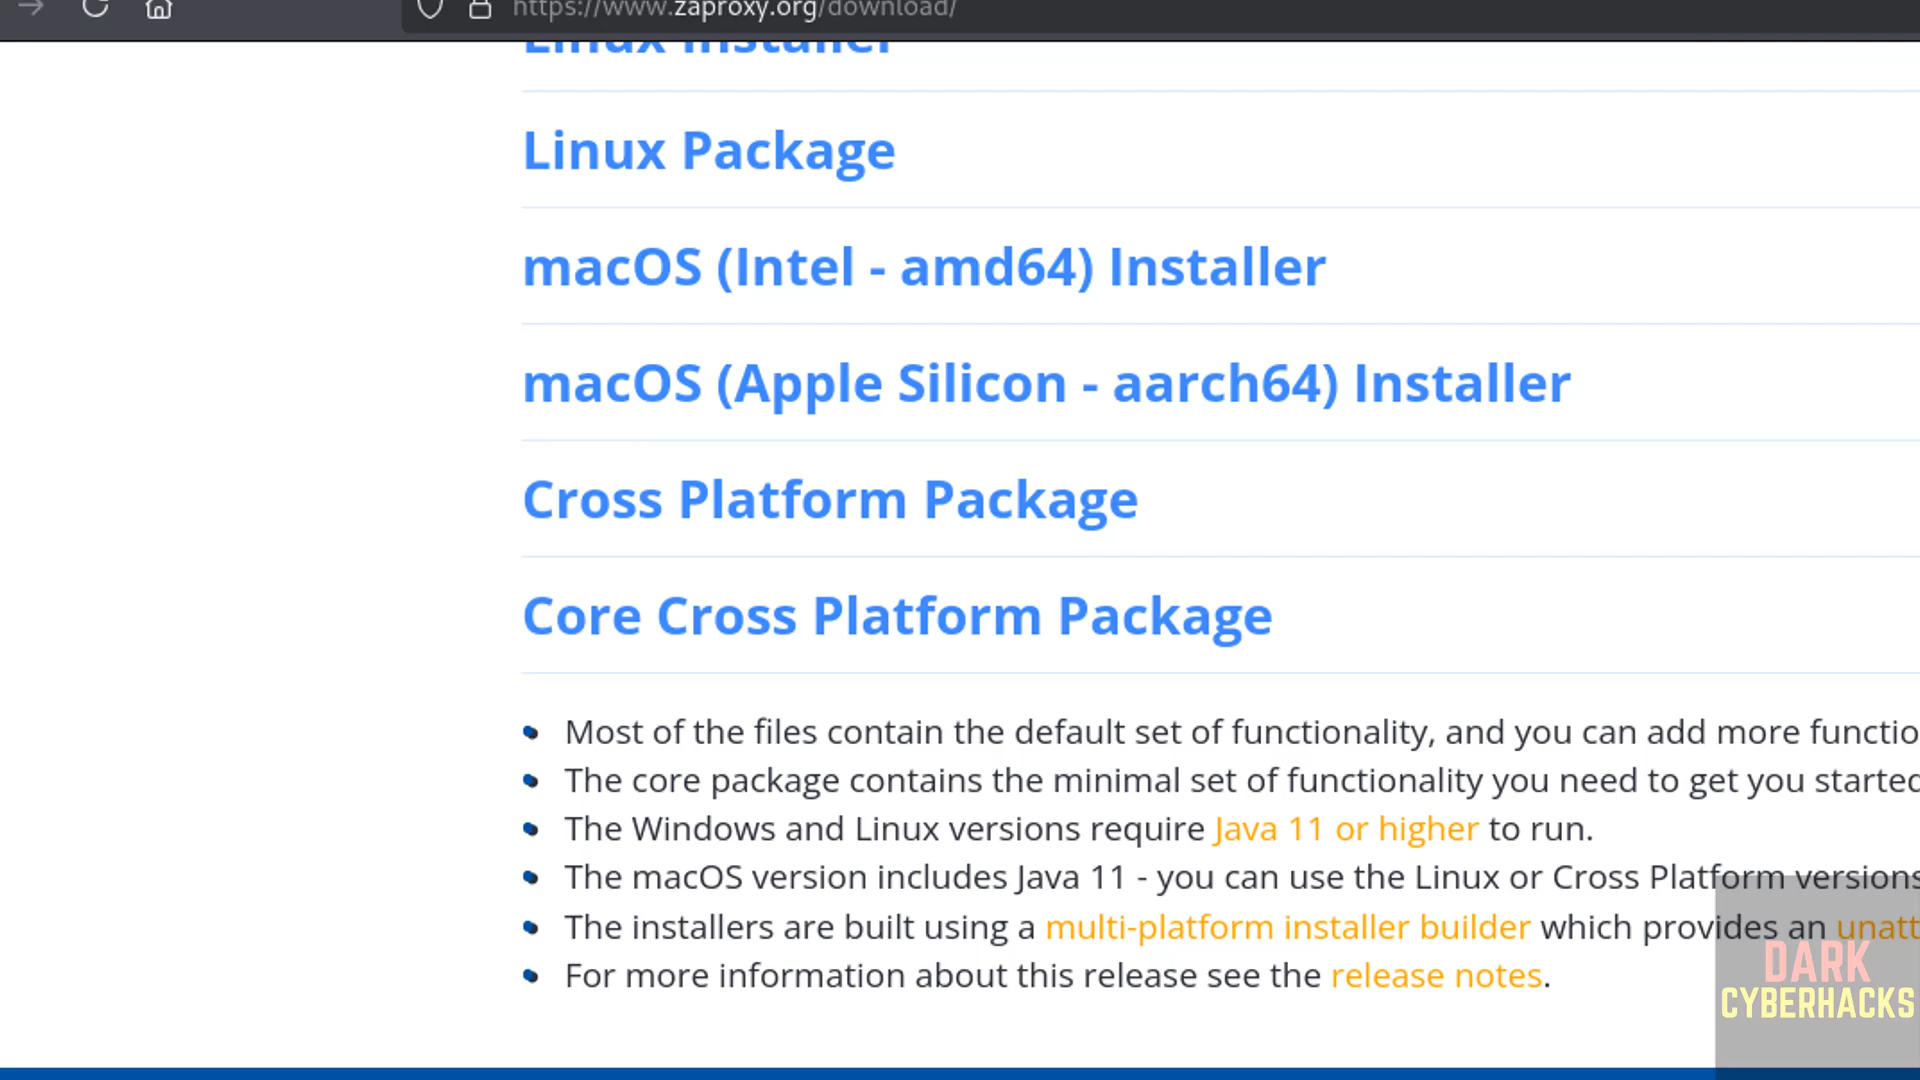 https://www.zaproxy.org/download/
Linux Installer
Linux Package
macOS (Intel - amd64) Installer
macOS (Apple Silicon - aarch64) Installer
Cross Platform Package
Core Cross Platform Package
Most of the files contain the default set of functionality, and you can add more functio
The core package contains the minimal set of functionality you need to get you started
The Windows and Linux versions require Java 11 or higher to run.
The macOS version includes Java 11 - you can use the Linux or Cross Platform versions
The installers are built using a multi-platform installer builder which provides an unatt
For more information about this release see the release notes.
DARK
CYBERHACKS